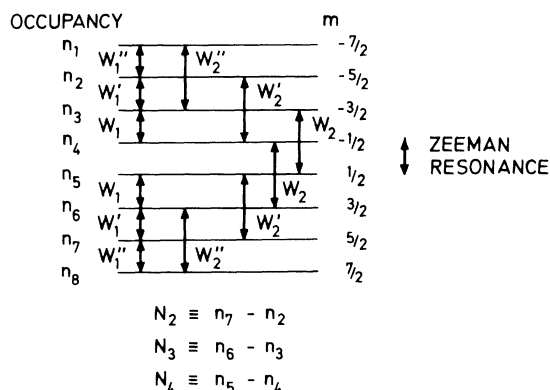 OCCUPANCY m
n₁ -7/2
W₁'' W₂''
n₂ -5/2
W₁' W₂'
n₃ -3/2
W₁ W₂
n₄ -1/2
ZEEMAN
RESONANCE
n₅ 1/2
W₁ W₂
n₆ 3/2
W₁' W₂'
n₇ 5/2
W₁'' W₂''
n₈ 7/2
N₂ ≡ n₇ - n₂
N₃ ≡ n₆ - n₃
N₄ ≡ n₅ - n₄